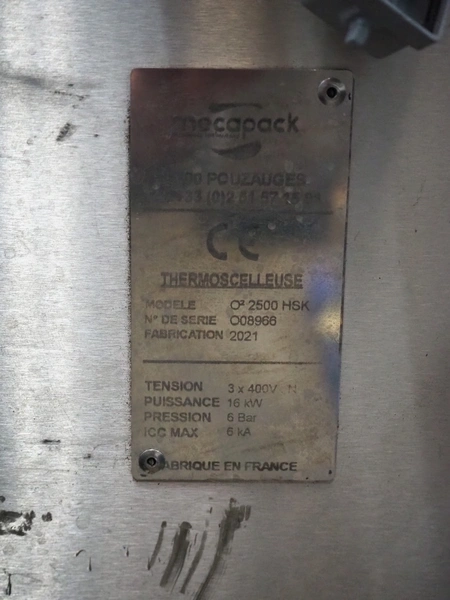 mecapack
POUZAUGES
CE
THERMOSCELLEUSE
MODELE O² 2500 HSK
N° DE SERIE O08966
FABRICATION 2021
TENSION 3 x 400V N
PUISSANCE 16 kW
PRESSION 6 Bar
ICC MAX 6 kA
FABRIQUE EN FRANCE